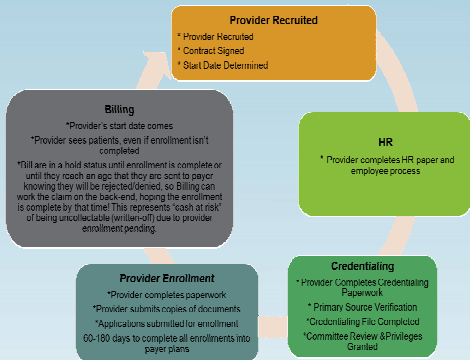 Provider Recruited
* Provider Recruited
* Contract Signed
* Start Date Determined
HR
* Provider completes HR paper and
employee process
Credentialing
* Provider Completes Credentialing
Paperwork
* Primary Source Verification
*Credentialing File Completed
*Committee Review &Privileges
Granted
Provider Enrollment
*Provider completes paperwork
*Provider submits copies of documents
*Applications submitted for enrollment
60-180 days to complete all enrollments into
payer plans
Billing
*Provider's start date comes
*Provider sees patients, even if enrollment isn't
completed
*Bill are in a hold status until enrollment is complete or
until they reach an age that they are sent to payor
knowing they will be rejected/denied, so Billing can
work the claim on the back-end, hoping the enrollment
is complete by that time! This represents "cash at risk"
of being uncollectable (written-off) due to provider
enrollment pending.